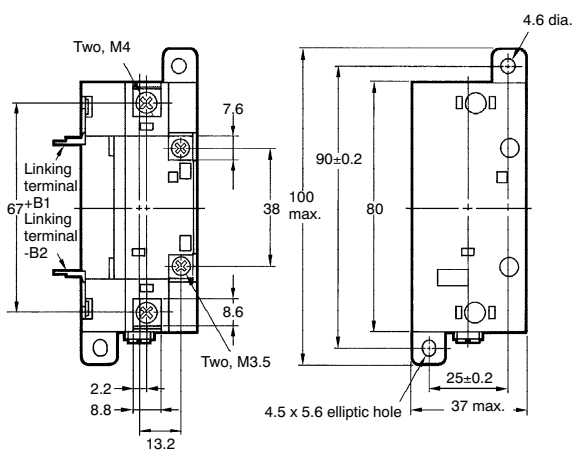 4.6 dia.
Two, M4
7.6
Linking
terminal
+B1
Linking
terminal
-B2
67
38
90±0.2
100
max.
80
8.6
Two, M3.5
2.2
8.8
13.2
25±0.2
4.5 x 5.6 elliptic hole
37 max.